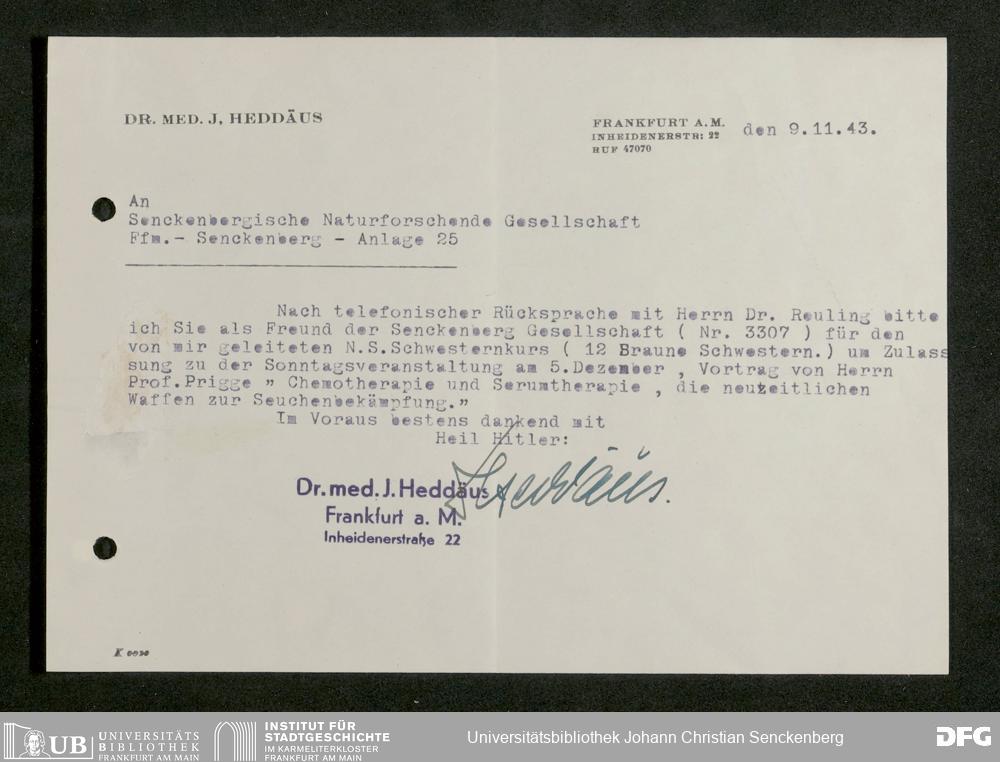 DR. MED. J. HEDDÄUS
FRANKFURT A.M.
INHEIDENERSTR: 22
RUF 47070
den 9.11.43.
An
Senckenbergische Naturforschende Gesellschaft
Ffm.- Senckenberg - Anlage 25
Nach telefonischer Rücksprache mit Herrn Dr. Reuling bitte
ich Sie als Freund der Senckenberg Gesellschaft ( Nr. 3307 ) für den
von mir geleiteten N.S.Schwesternkurs ( 12 Braune Schwestern.) um Zulass
sung zu der Sonntagsveranstaltung am 5.Dezember , Vortrag von Herrn
Prof.Prigge " Chemotherapie und Serumtherapie , die neuzeitlichen
Waffen zur Seuchenbekämpfung."
Im Voraus bestens dankend mit
Heil Hitler:
Heddäus.
Dr. med. J. Heddäus
Frankfurt a. M.
Inheidenerstraße 22
UB UNIVERSITÄTS
BIBLIOTHEK
FRANKFURT AM MAIN
INSTITUT FÜR
STADTGESCHICHTE
IM KARMELITERKLOSTER
FRANKFURT AM MAIN
Universitätsbibliothek Johann Christian Senckenberg
DFG